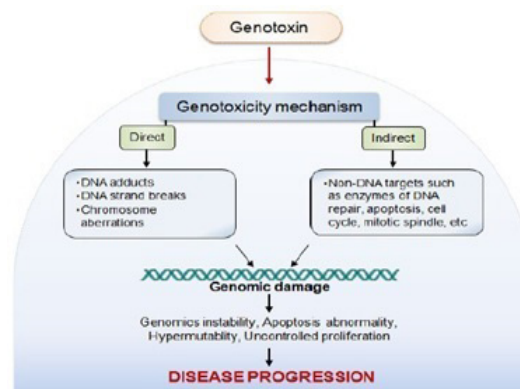 Genotoxin
Genotoxicity mechanism
Direct
Indirect
•DNA adducts
•DNA strand breaks
•Chromosome
aberrations
•Non-DNA targets such
as enzymes of DNA
repair, apoptosis, cell
cycle, mitotic spindle, etc
Genomic damage
Genomics instability, Apoptosis abnormality,
Hypermutablity, Uncontrolled proliferation
DISEASE PROGRESSION